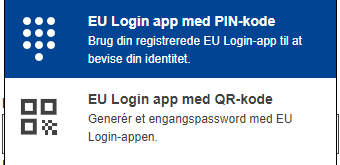 EU Login app med PIN-kode
Brug din registrerede EU Login-app til at
bevise din identitet.
EU Login app med QR-kode
Generér et engangspassword med EU
Login-appen.